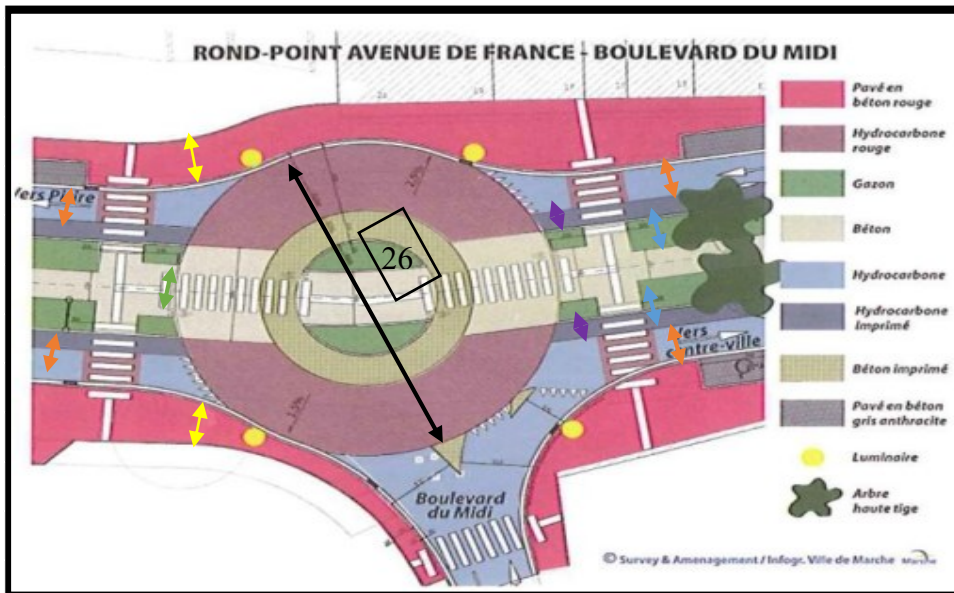 ROND-POINT AVENUE DE FRANCE - BOULEVARD DU MIDI
Pavé en
béton rouge
Hydrocarbone
rouge
Gazon
Béton
Hydrocarbone
Hydrocarbone
imprimé
Béton imprimé
Pavé en béton
gris anthracite
Luminaire
Arbre
haute tige
26
Vers
centre-ville
Boulevard
du Midi
© Survey & Amenagement / Infogr. Ville de Marche
Marche